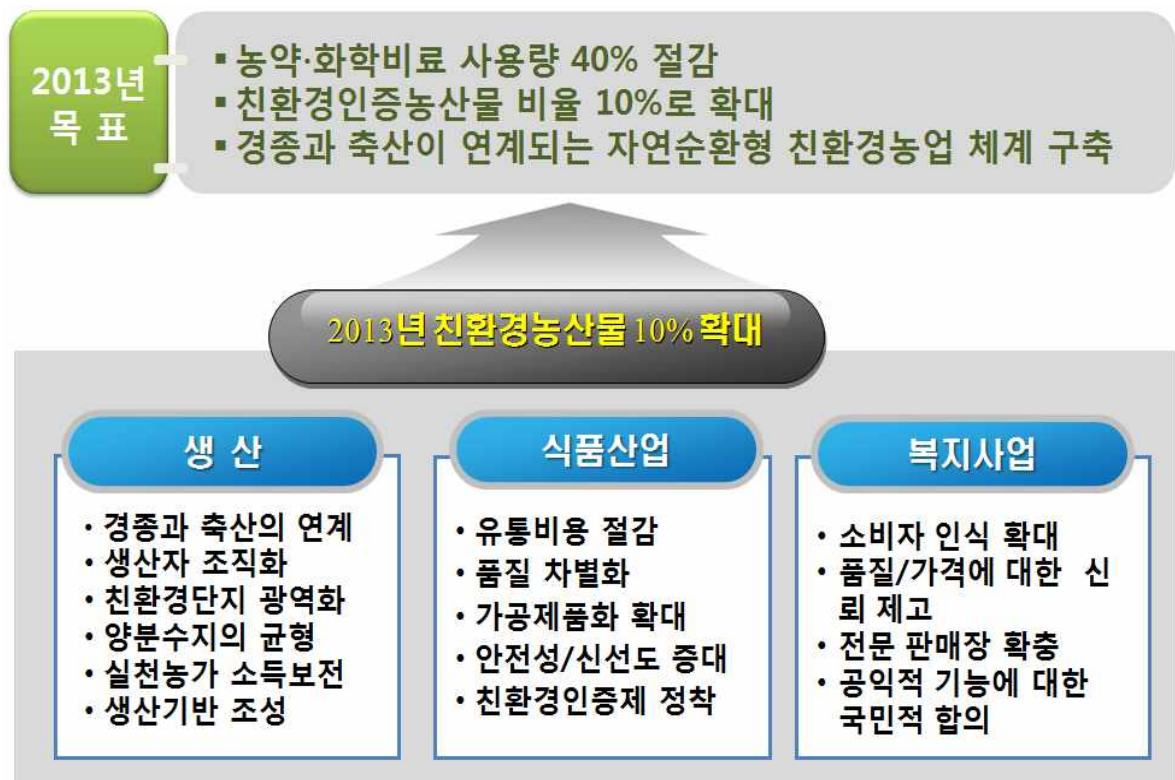 2013년
목 표
▪ 농약·화학비료 사용량 40% 절감
▪ 친환경인증농산물 비율 10%로 확대
▪ 경종과 축산이 연계되는 자연순환형 친환경농업 체계 구축
2013년 친환경농산물 10% 확대
생 산
• 경종과 축산의 연계
• 생산자 조직화
• 친환경단지 광역화
• 양분수지의 균형
• 실천농가 소득보전
• 생산기반 조성
식품산업
• 유통비용 절감
• 품질 차별화
• 가공제품화 확대
• 안전성/신선도 증대
• 친환경인증제 정착
복지사업
• 소비자 인식 확대
• 품질/가격에 대한 신
뢰 제고
• 전문 판매장 확충
• 공익적 기능에 대한
국민적 합의